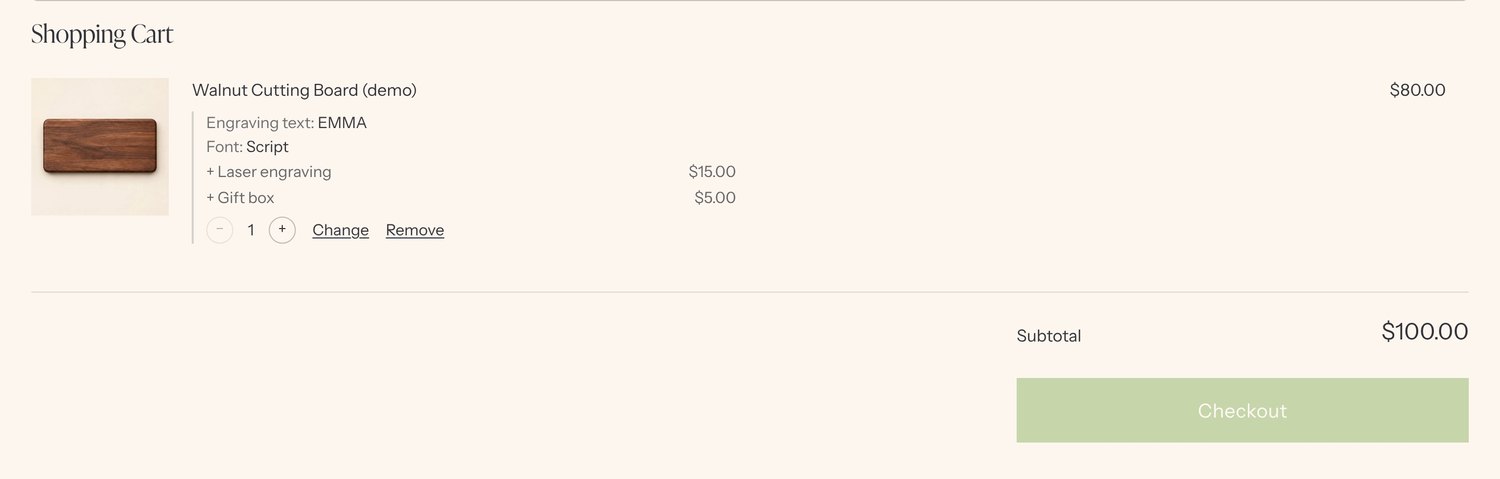 Shopping Cart
Walnut Cutting Board (demo) $80.00
Engraving text: EMMA
Font: Script
+ Laser engraving $15.00
+ Gift box $5.00
− 1 + Change Remove
Subtotal $100.00
Checkout